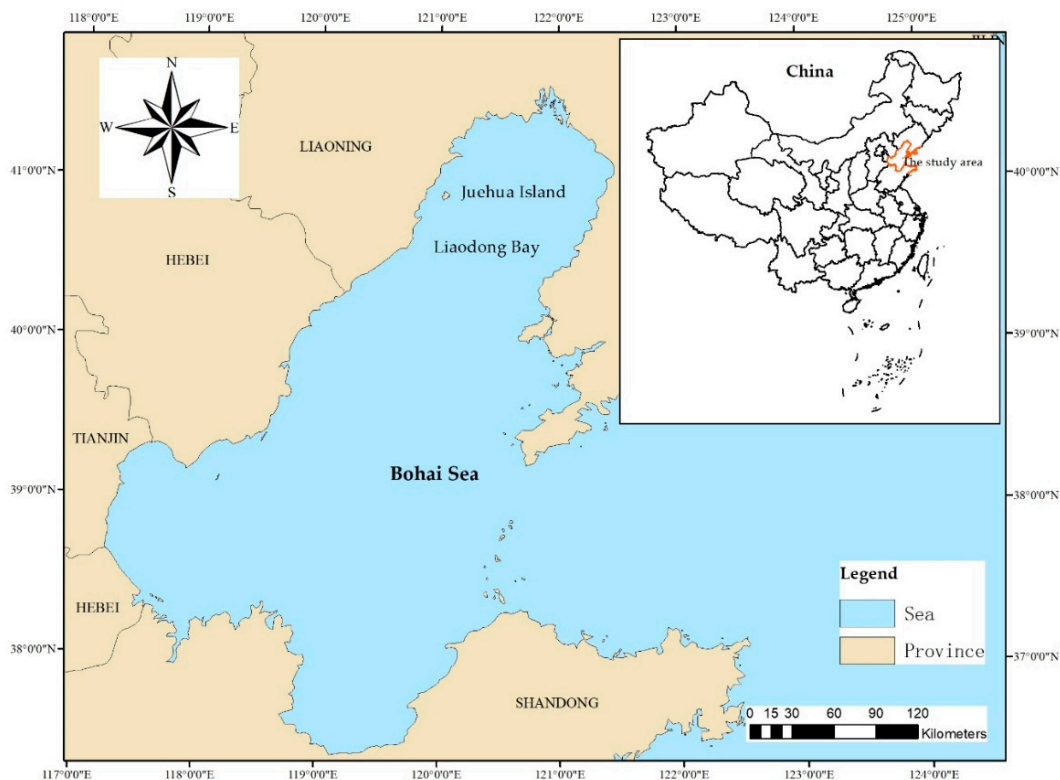 118°0'0"E 119°0'0"E 120°0'0"E 121°0'0"E 122°0'0"E 123°0'0"E 124°0'0"E 125°0'0"E
China
The study area
N
W E
S
LIAONING
41°0'0"N
40°0'0"N
Juehua Island
Liaodong Bay
HEBEI
40°0'0"N
39°0'0"N
TIANJIN
Bohai Sea
39°0'0"N
38°0'0"N
Legend
Sea
Province
HEBEI
38°0'0"N
37°0'0"N
SHANDONG
0 15 30 60 90 120
Kilometers
117°0'0"E 118°0'0"E 119°0'0"E 120°0'0"E 121°0'0"E 122°0'0"E 123°0'0"E 124°0'0"E